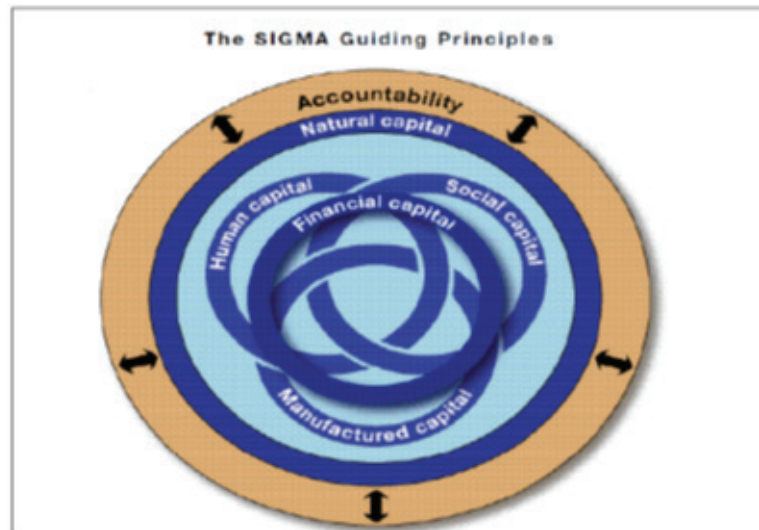 The SIGMA Guiding Principles
Accountability
Natural capital
Human capital
Social capital
Financial capital
Manufactured capital